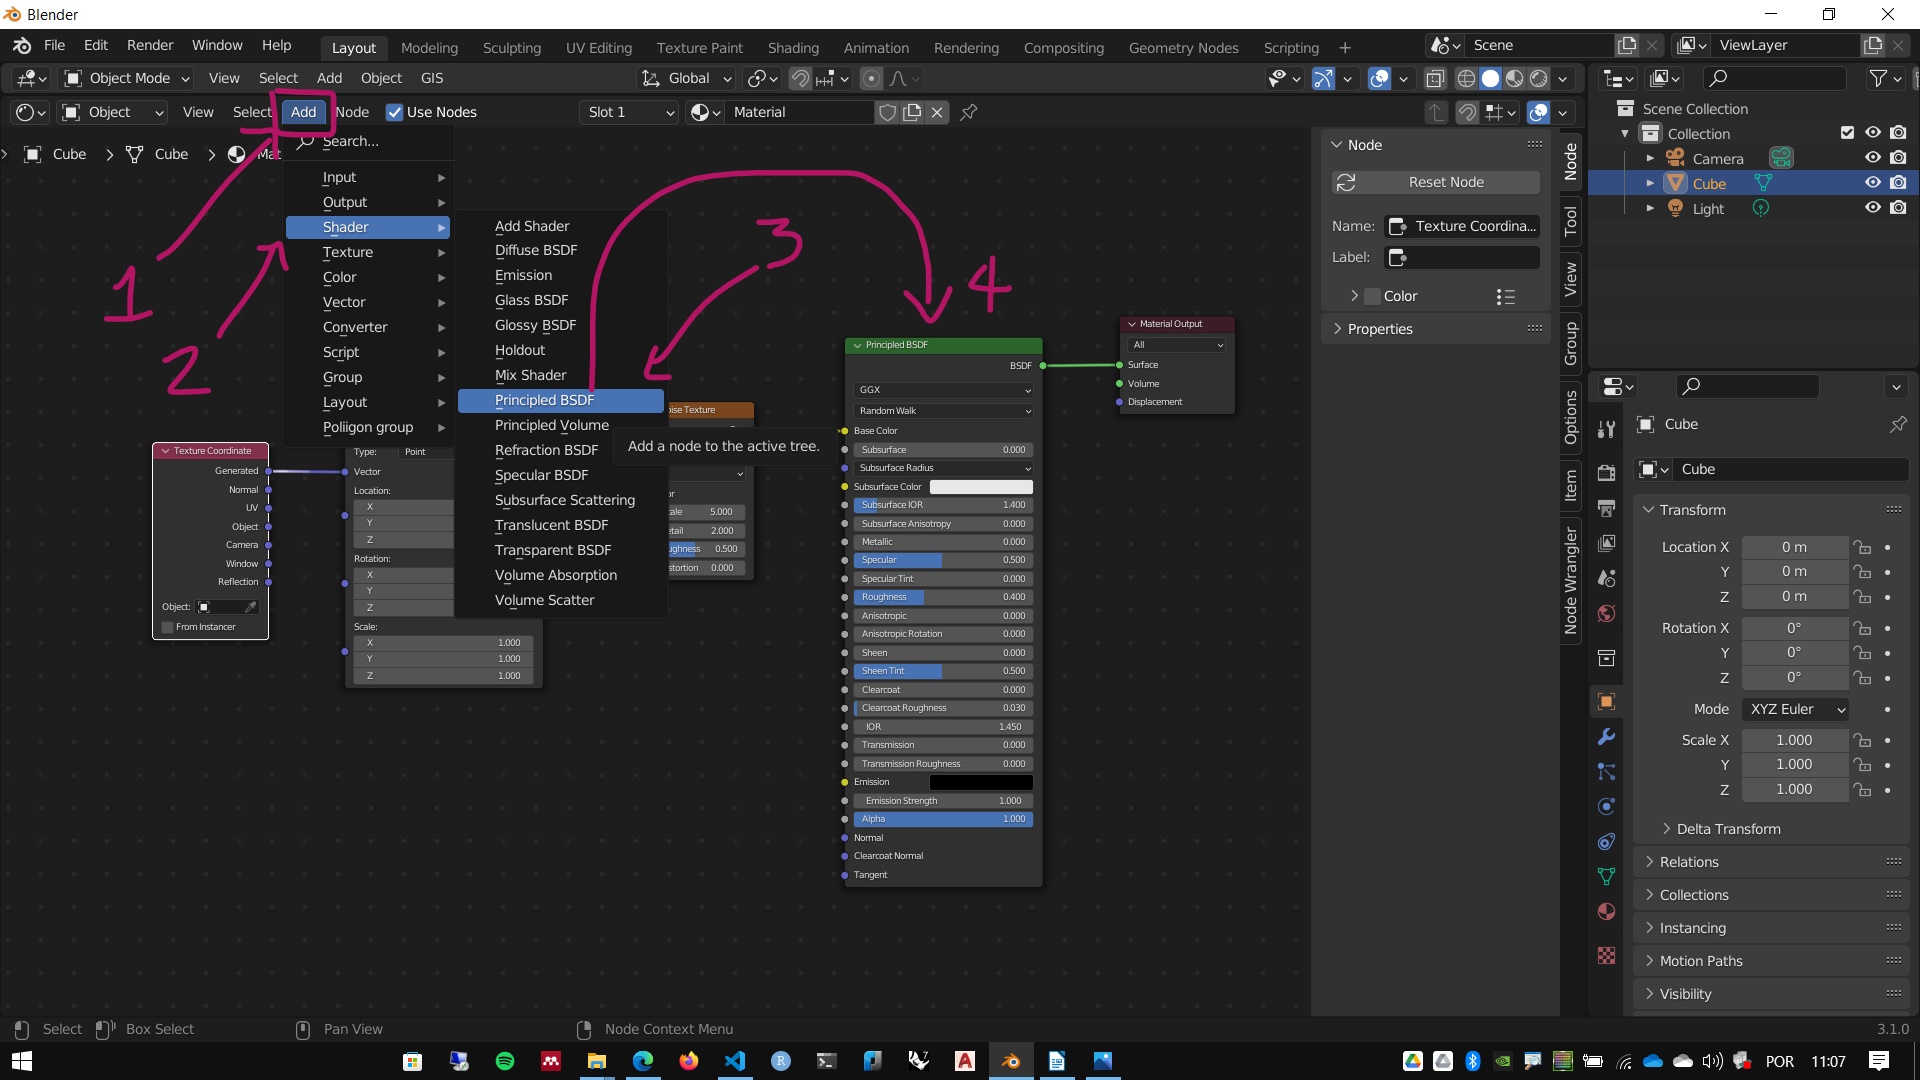 Blender
File Edit Render Window Help Layout Modeling Sculpting UV Editing Texture Paint Shading Animation Rendering Compositing Geometry Nodes Scripting + Scene ViewLayer
Object Mode View Select Add Object GIS Global
Object View Select Add Node Use Nodes Slot 1 Material
Cube > Cube > Mat
Search...
Input
Output
Shader
Texture
Color
Vector
Converter
Script
Group
Layout
Poliigon group
Add Shader
Diffuse BSDF
Emission
Glass BSDF
Glossy BSDF
Holdout
Mix Shader
Principled BSDF
Principled Volume
Refraction BSDF
Specular BSDF
Subsurface Scattering
Translucent BSDF
Transparent BSDF
Volume Absorption
Volume Scatter
Add a node to the active tree.
1
2
3
4
Texture Coordinate
Generated
Normal
UV
Object
Camera
Window
Reflection
Object:
From Instancer
Type: Point
Vector
Location:
X
Y
Z
Rotation:
X
Y
Z
Scale:
X 1.000
Y 1.000
Z 1.000
oise Texture
or
ale 5.000
etail 2.000
ughness 0.500
stortion 0.000
Principled BSDF
BSDF
GGX
Random Walk
Base Color
Subsurface 0.000
Subsurface Radius
Subsurface Color
Subsurface IOR 1.400
Subsurface Anisotropy 0.000
Metallic 0.000
Specular 0.500
Specular Tint 0.000
Roughness 0.400
Anisotropic 0.000
Anisotropic Rotation 0.000
Sheen 0.000
Sheen Tint 0.500
Clearcoat 0.000
Clearcoat Roughness 0.030
IOR 1.450
Transmission 0.000
Transmission Roughness 0.000
Emission
Emission Strength 1.000
Alpha 1.000
Normal
Clearcoat Normal
Tangent
Material Output
All
Surface
Volume
Displacement
Node
Reset Node
Name: Texture Coordina...
Label:
Color
Properties
Node
Tool
View
Group
Options
Item
Node Wrangler
Scene Collection
Collection
Camera
Cube
Light
Cube
Cube
Transform
Location X 0 m
Y 0 m
Z 0 m
Rotation X 0°
Y 0°
Z 0°
Mode XYZ Euler
Scale X 1.000
Y 1.000
Z 1.000
Delta Transform
Relations
Collections
Instancing
Motion Paths
Visibility
Select Box Select Pan View Node Context Menu 3.1.0
POR 11:07